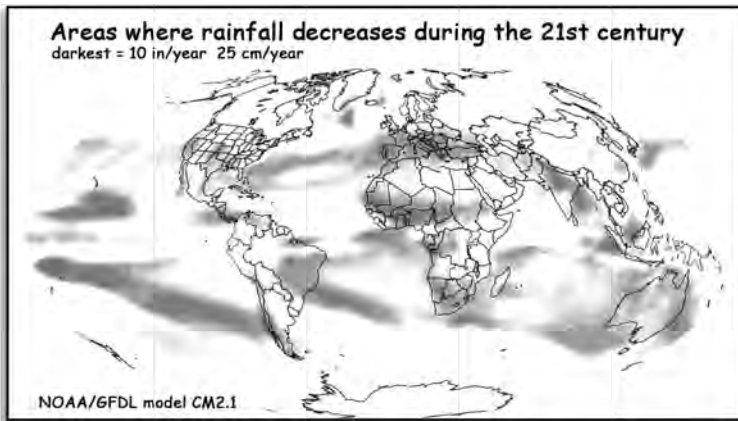 Areas where rainfall decreases during the 21st century
darkest = 10 in/year 25 cm/year
NOAA/GFDL model CM2.1